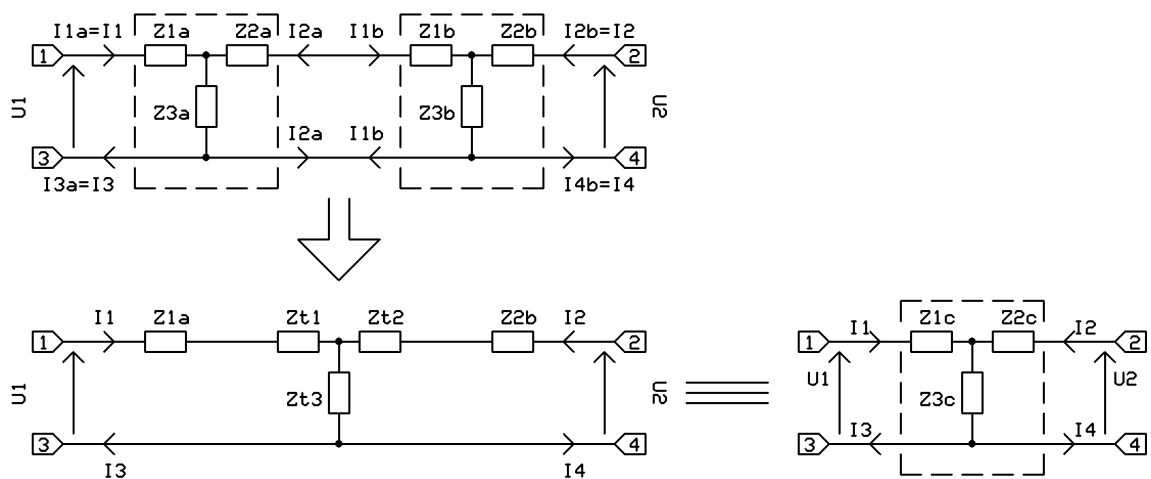 I1a=I1 Z1a Z2a I2a I1b Z1b Z2b I2b=I2
1 2
U1 Z3a Z3b U2
I2a I1b
3 4
I3a=I3 I4b=I4
I1 Z1a Zt1 Zt2 Z2b I2
1 2
U1 Zt3 U2
3 4
I3 I4
I1 Z1c Z2c I2
1 2
U1 Z3c U2
I3 I4
3 4